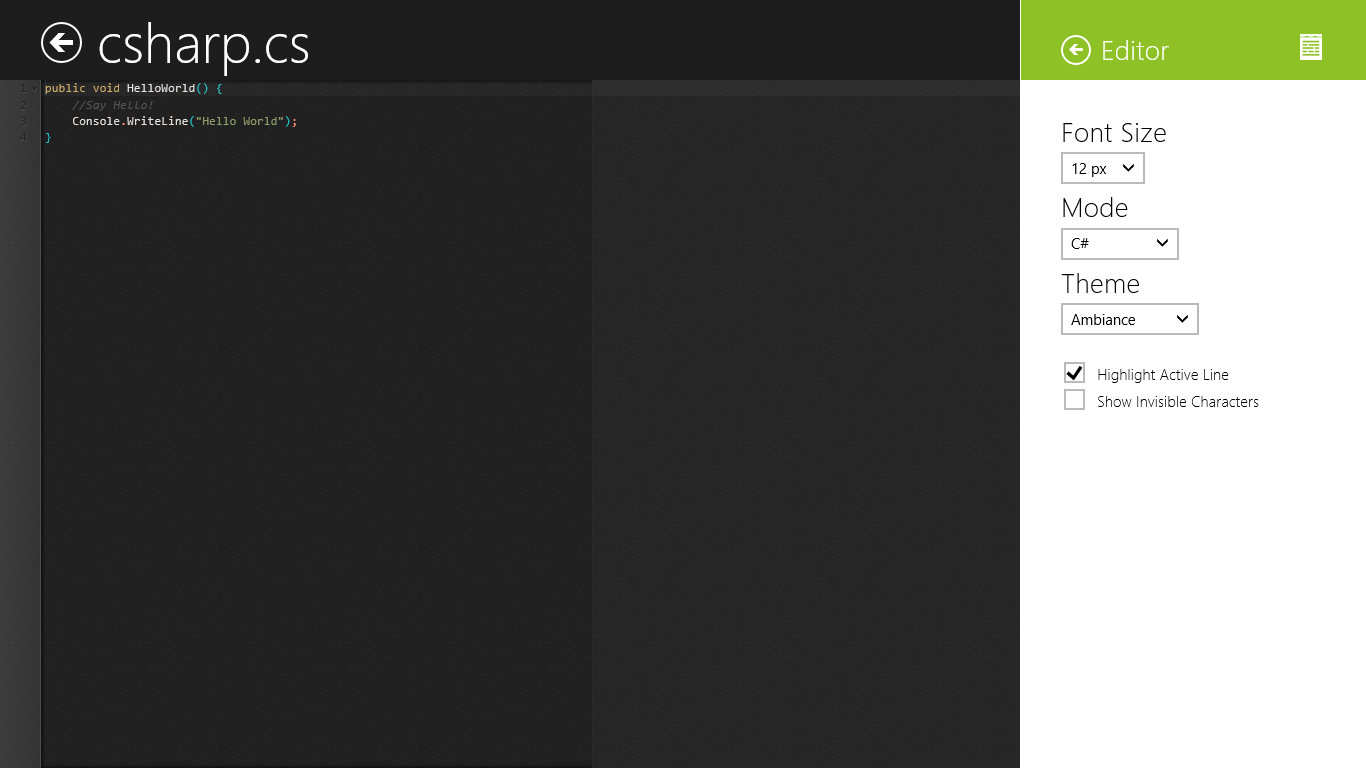 csharp.cs
1 public void HelloWorld() {
2     //Say Hello!
3     Console.WriteLine("Hello World");
4 }
Editor
Font Size
12 px
Mode
C#
Theme
Ambiance
Highlight Active Line
Show Invisible Characters